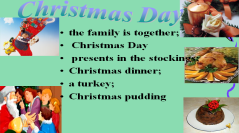 Christmas Day
• the family is together;
• Christmas Day
• presents in the stockings;
• Christmas dinner;
• a turkey;
• Christmas pudding